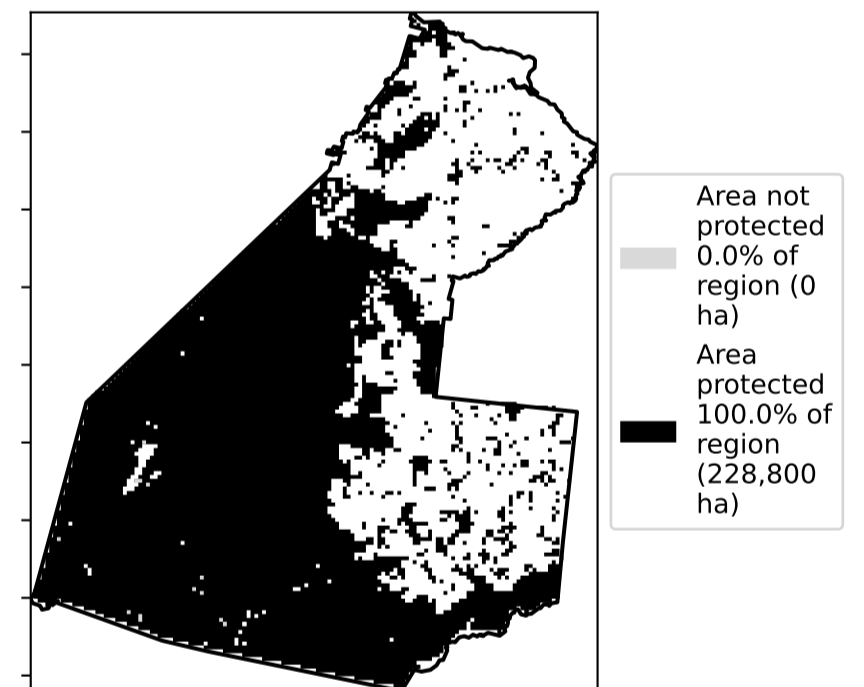 Area not
protected
0.0% of
region (0
ha)
Area
protected
100.0% of
region
(228,800
ha)